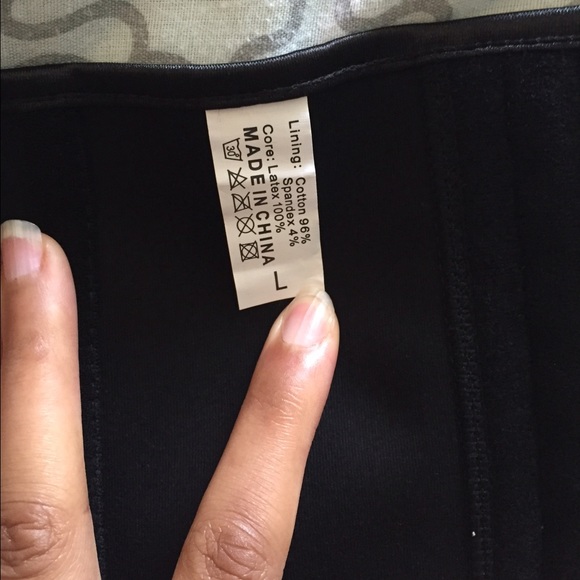 Lining: Cotton 96%
Spandex 4%
Core: Latex 100%
MADE IN CHINA
30
L